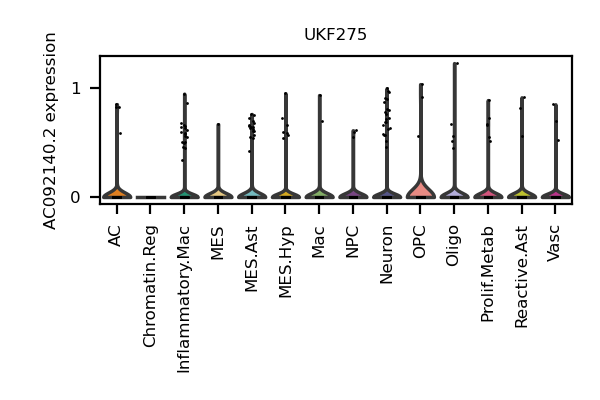 UKF275
AC092140.2 expression
1
0
AC
Chromatin.Reg
Inflammatory.Mac
MES
MES.Ast
MES.Hyp
Mac
NPC
Neuron
OPC
Oligo
Prolif.Metab
Reactive.Ast
Vasc